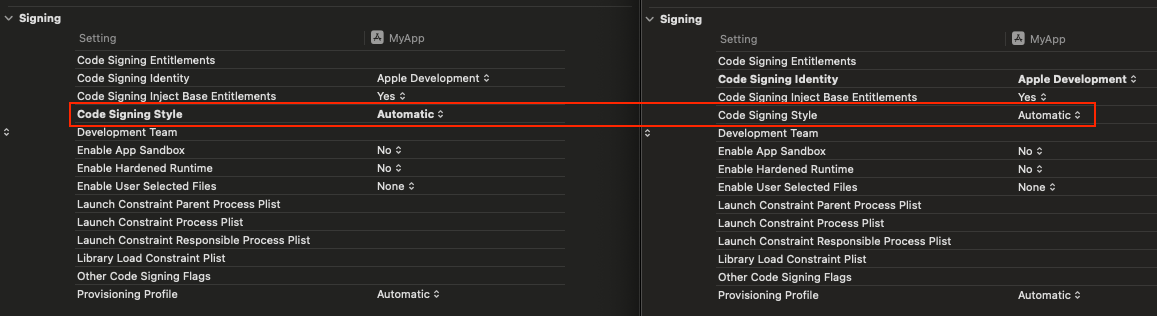 Signing
Setting MyApp
Code Signing Entitlements
Code Signing Identity Apple Development
Code Signing Inject Base Entitlements Yes
Code Signing Style Automatic
Development Team
Enable App Sandbox No
Enable Hardened Runtime No
Enable User Selected Files None
Launch Constraint Parent Process Plist
Launch Constraint Process Plist
Launch Constraint Responsible Process Plist
Library Load Constraint Plist
Other Code Signing Flags
Provisioning Profile Automatic
Signing
Setting MyApp
Code Signing Entitlements
Code Signing Identity Apple Development
Code Signing Inject Base Entitlements Yes
Code Signing Style Automatic
Development Team
Enable App Sandbox No
Enable Hardened Runtime No
Enable User Selected Files None
Launch Constraint Parent Process Plist
Launch Constraint Process Plist
Launch Constraint Responsible Process Plist
Library Load Constraint Plist
Other Code Signing Flags
Provisioning Profile Automatic